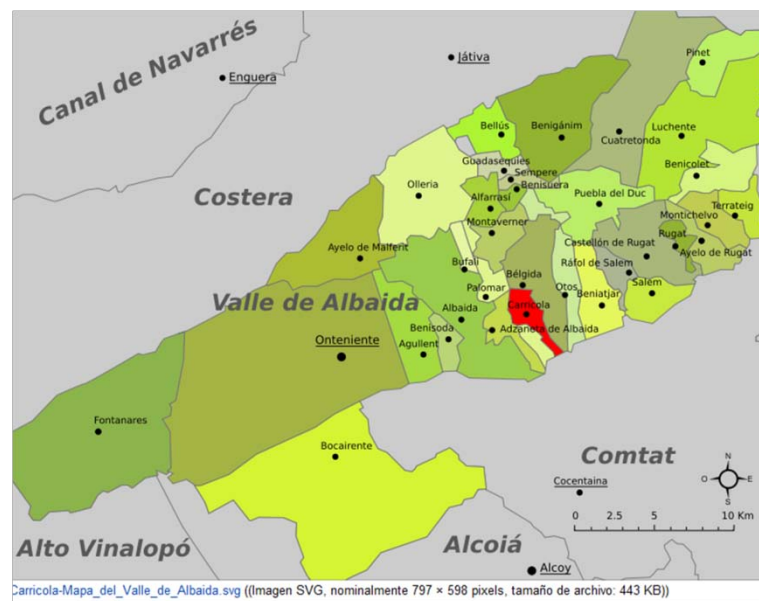 Canal de Navarrés
Enguera
Játiva
Pinet
Bellús
Benigánim
Cuatretonda
Luchente
Guadasequies
Sempere
Benisuera
Benicolet
Costera
Olleria
Alfarrasí
Puebla del Duc
Terrateig
Montichelvo
Montaverner
Castellón de Rugat
Rugat
Ayelo de Rugat
Ayelo de Malferit
Bufali
Bélgida
Ráfol de Salem
Palomar
Otos
Beniatjar
Salem
Valle de Albaida
Albaida
Carrícola
Benisoda
Adzaneta de Albaida
Onteniente
Agullent
Fontanares
Bocairente
Comtat
N
O
E
S
Cocentaina
0 2.5 5 10 Km
Alto Vinalopó
Alcoiá
Alcoy
Carricola-Mapa_del_Valle_de_Albaida.svg ((Imagen SVG, nominalmente 797 × 598 pixels, tamaño de archivo: 443 KB))